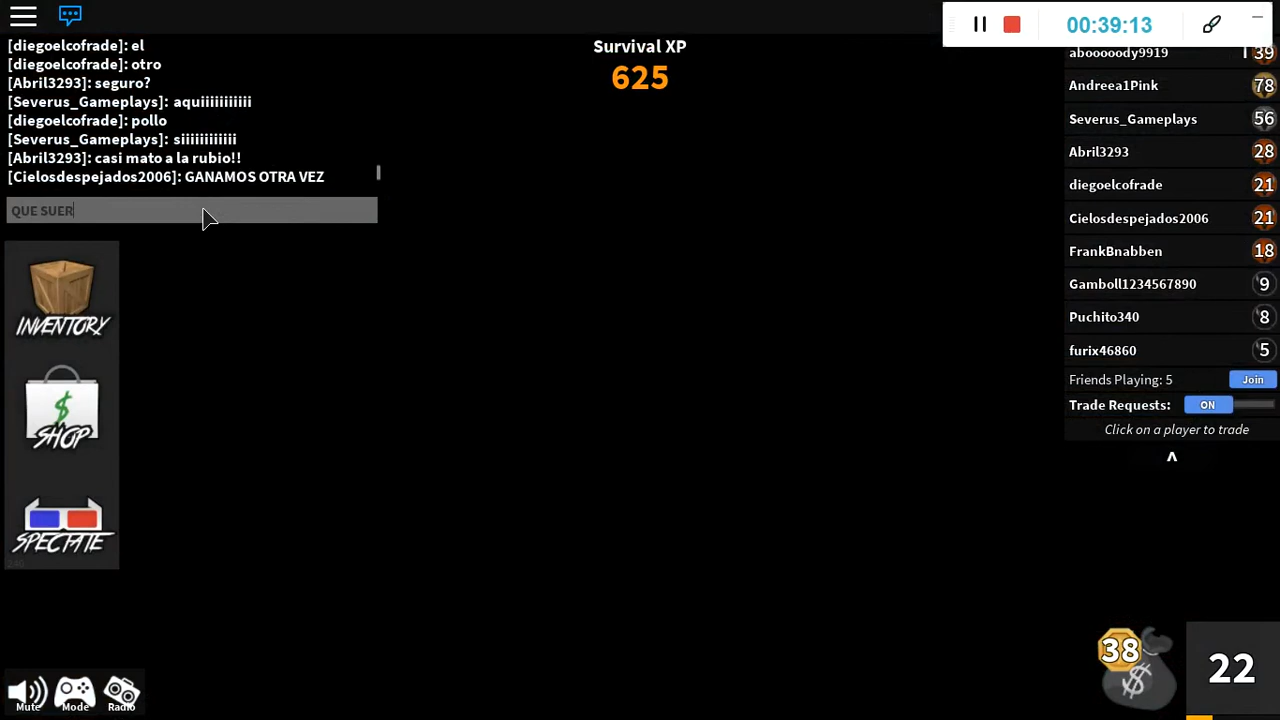 [diegoelcofrade]: el
[diegoelcofrade]: otro
[Abril3293]: seguro?
[Severus_Gameplays]: aquiiiiiiiiiii
[diegoelcofrade]: pollo
[Severus_Gameplays]: siiiiiiiiiiii
[Abril3293]: casi mato a la rubio!!
[Cielosdespejados2006]: GANAMOS OTRA VEZ
QUE SUER
INVENTORY
SHOP
SPECTATE
240
Mute
Mode
Radio
Survival XP
625
00:39:13
abooooody9919 39
Andreea1Pink 78
Severus_Gameplays 56
Abril3293 28
diegoelcofrade 21
Cielosdespejados2006 21
FrankBnabben 18
Gamboll1234567890 9
Puchito340 8
furix46860 5
Friends Playing: 5 Join
Trade Requests: ON
Click on a player to trade
38
$
22